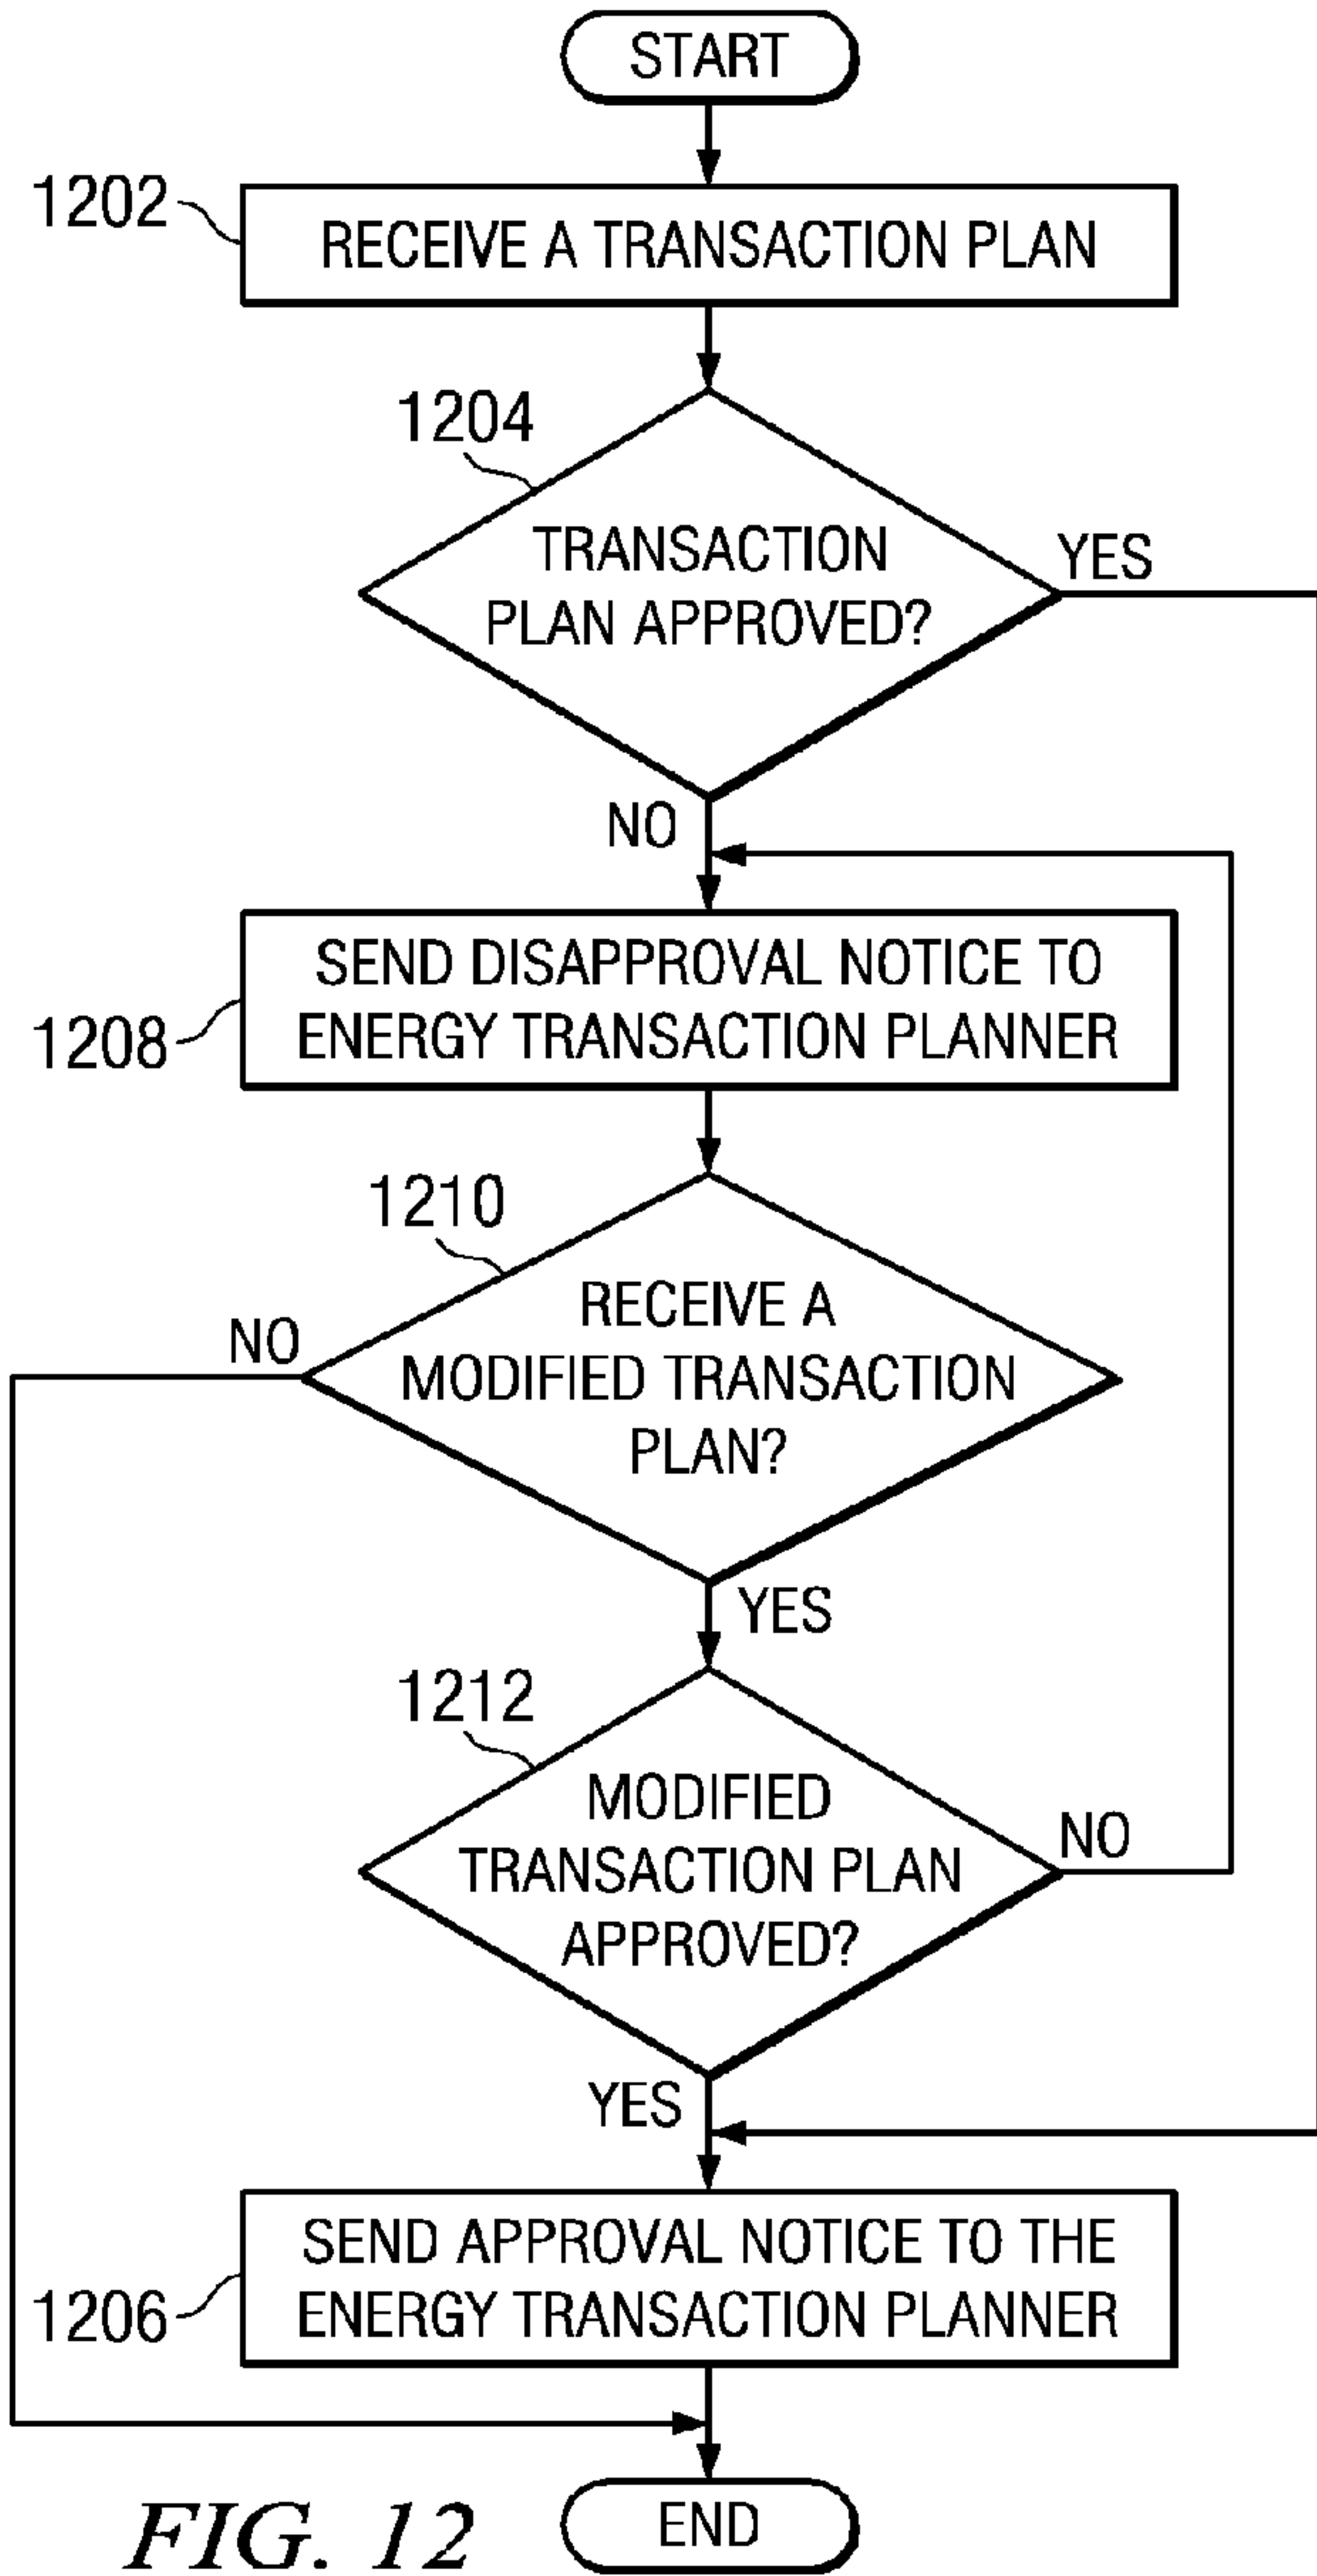 START
1202
RECEIVE A TRANSACTION PLAN
1204
TRANSACTION
PLAN APPROVED?
YES
NO
SEND DISAPPROVAL NOTICE TO
ENERGY TRANSACTION PLANNER
1208
1210
RECEIVE A
MODIFIED TRANSACTION
PLAN?
NO
YES
1212
MODIFIED
TRANSACTION PLAN
APPROVED?
NO
YES
SEND APPROVAL NOTICE TO THE
ENERGY TRANSACTION PLANNER
1206
END
FIG. 12